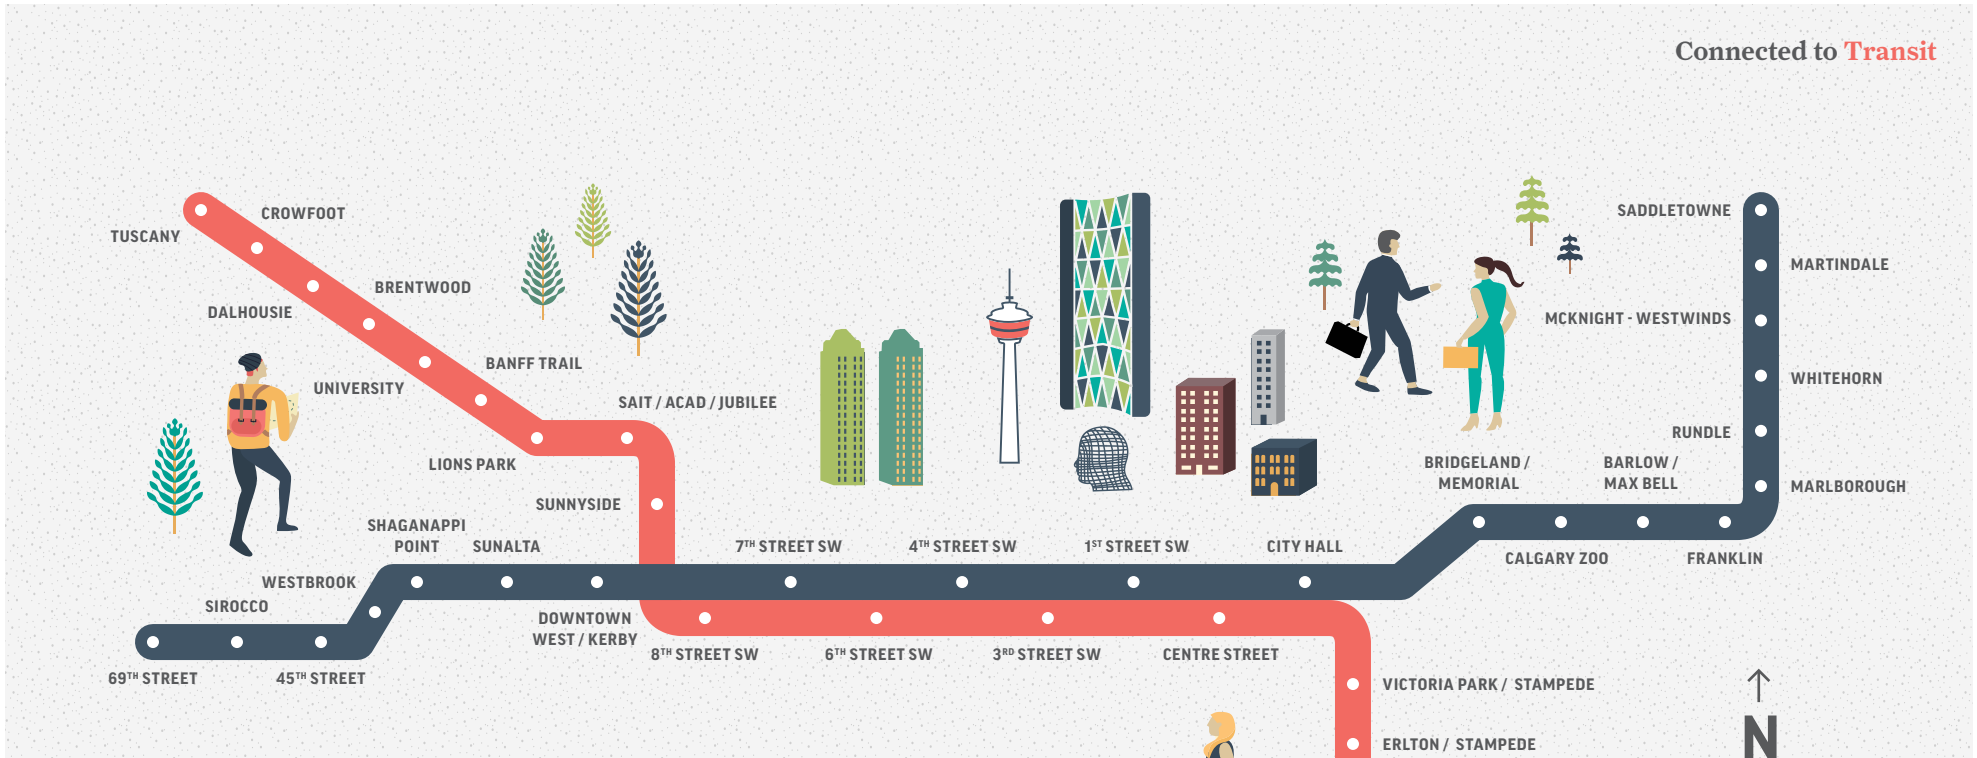 Connected to Transit
CROWFOOT
SADDLETOWNE
TUSCANY
MARTINDALE
BRENTWOOD
DALHOUSIE
MCKNIGHT - WESTWINDS
BANFF TRAIL
WHITEHORN
UNIVERSITY
SAIT / ACAD / JUBILEE
RUNDLE
LIONS PARK
BRIDGELAND /
MEMORIAL
BARLOW /
MAX BELL
MARLBOROUGH
SUNNYSIDE
SHAGANAPPI
POINT
SUNALTA
7TH STREET SW
4TH STREET SW
1ST STREET SW
CITY HALL
CALGARY ZOO
FRANKLIN
WESTBROOK
SIROCCO
DOWNTOWN
WEST / KERBY
8TH STREET SW
6TH STREET SW
3RD STREET SW
CENTRE STREET
69TH STREET
45TH STREET
VICTORIA PARK / STAMPEDE
ERLTON / STAMPEDE
N